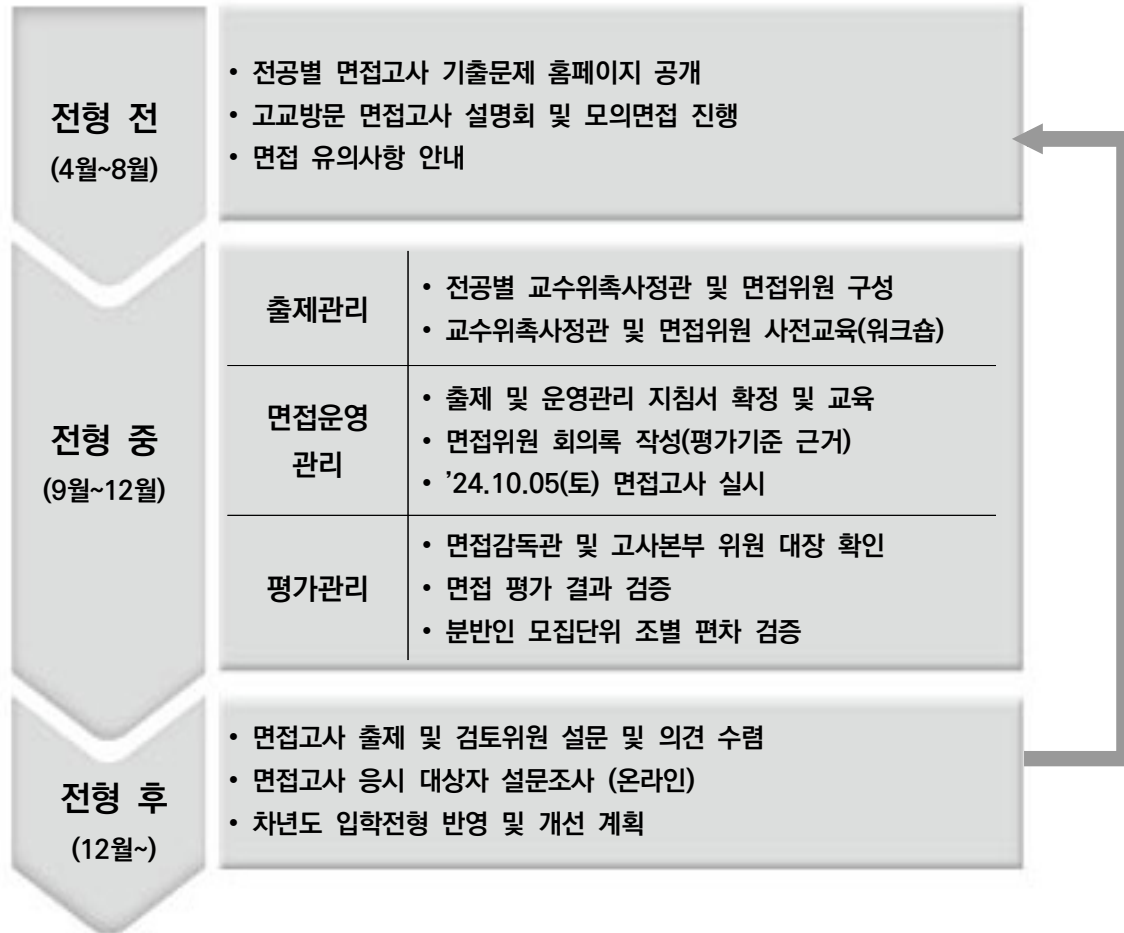 전형 전
(4월~8월)
• 전공별 면접고사 기출문제 홈페이지 공개
• 고교방문 면접고사 설명회 및 모의면접 진행
• 면접 유의사항 안내
전형 중
(9월~12월)
출제관리
• 전공별 교수위촉사정관 및 면접위원 구성
• 교수위촉사정관 및 면접위원 사전교육(워크숍)
면접운영
관리
• 출제 및 운영관리 지침서 확정 및 교육
• 면접위원 회의록 작성(평가기준 근거)
• ’24.10.05(토) 면접고사 실시
평가관리
• 면접감독관 및 고사본부 위원 대장 확인
• 면접 평가 결과 검증
• 분반인 모집단위 조별 편차 검증
전형 후
(12월~)
• 면접고사 출제 및 검토위원 설문 및 의견 수렴
• 면접고사 응시 대상자 설문조사 (온라인)
• 차년도 입학전형 반영 및 개선 계획